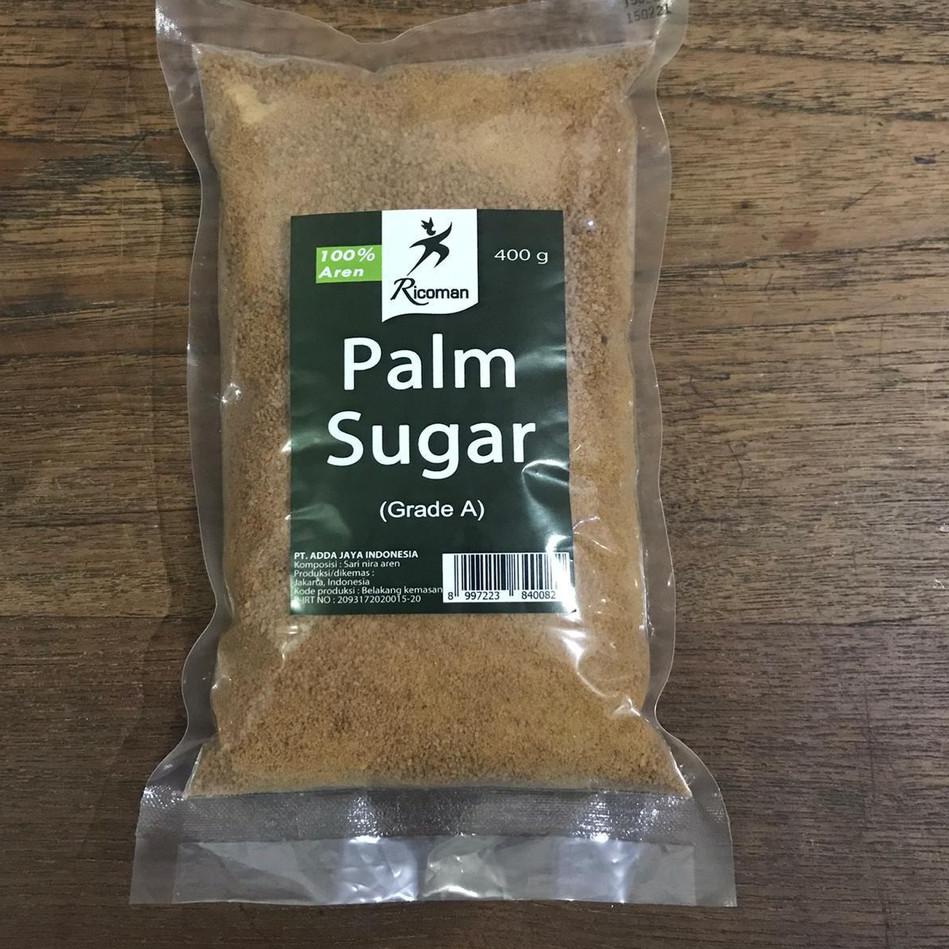 150221
100%
Aren
Ricoman
400 g
Palm
Sugar
(Grade A)
PT. ADDA JAYA INDONESIA
Komposisi : Sari nira aren
Produksi/dikemas :
Jakarta, Indonesia
Kode produksi : Belakang kemasan
P-IRT NO : 2093172020015-20
8 997223 840082